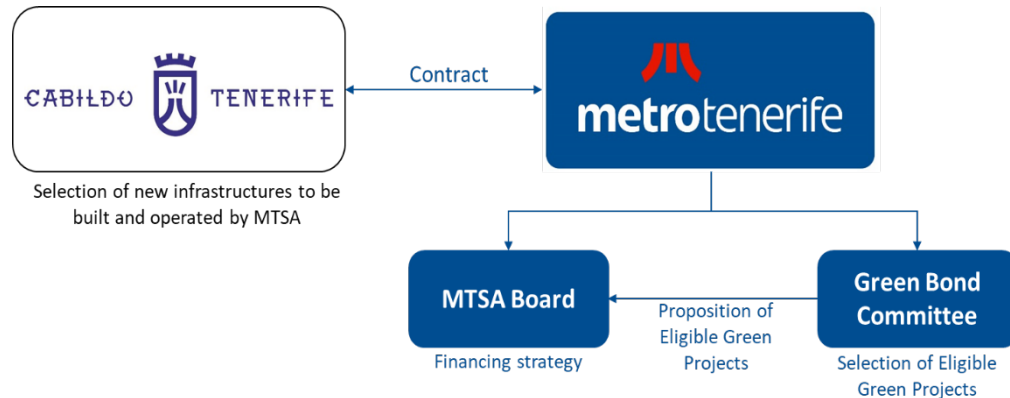 CABILDO TENERIFE
Contract
metrotenerife
Selection of new infrastructures to be
built and operated by MTSA
MTSA Board
Financing strategy
Proposition of
Eligible Green
Projects
Green Bond
Committee
Selection of Eligible
Green Projects